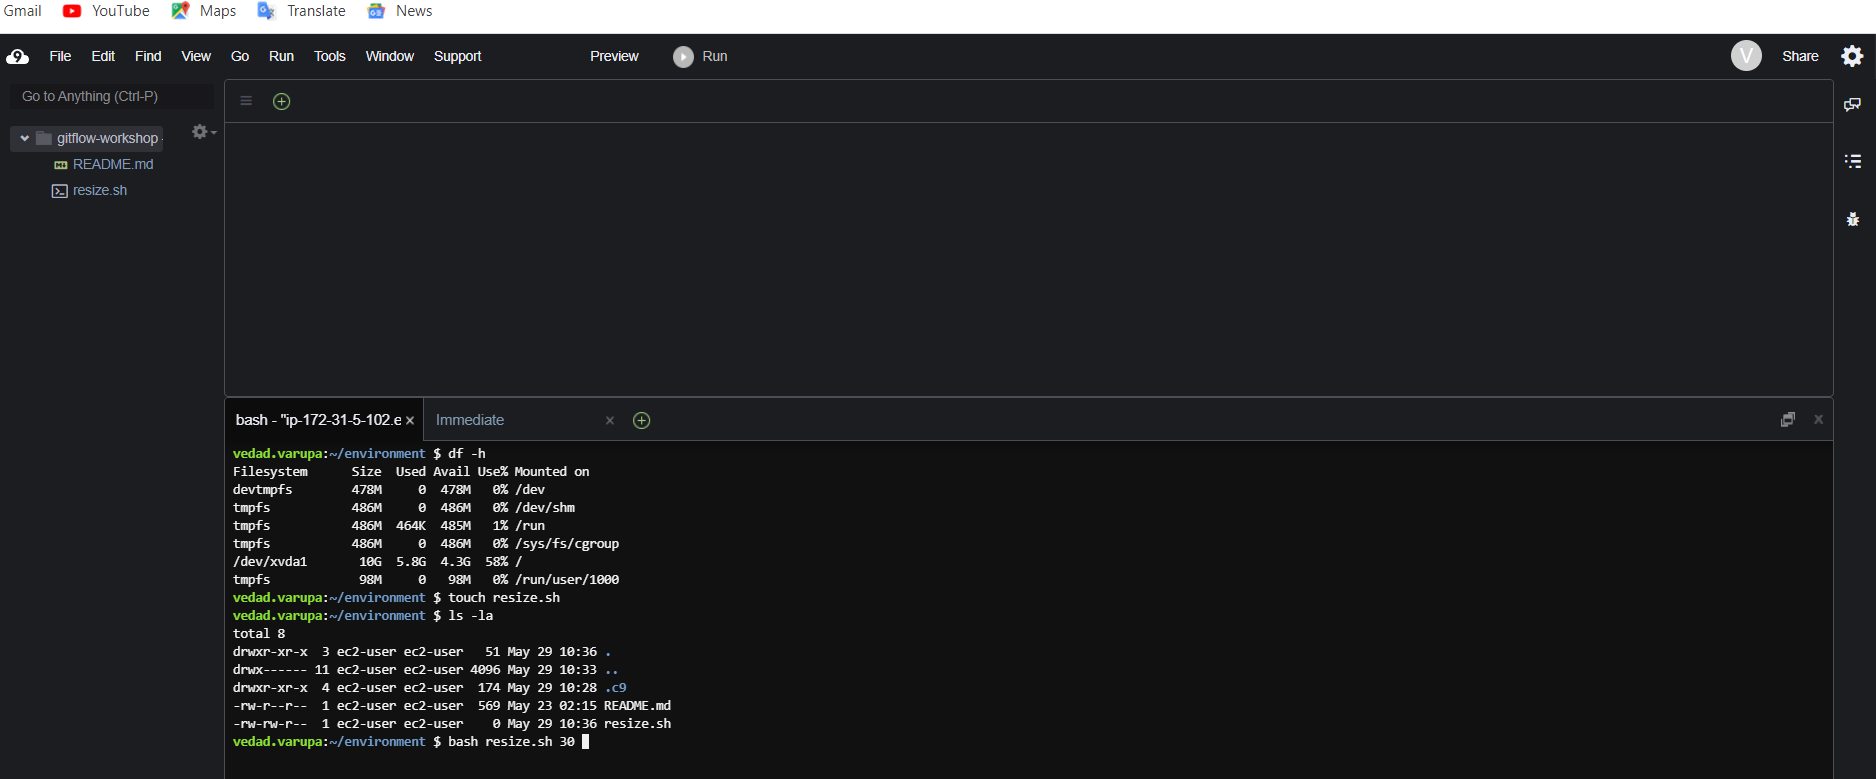 Gmail YouTube Maps Translate News
File Edit Find View Go Run Tools Window Support Preview Run V Share
Go to Anything (Ctrl-P)
gitflow-workshop -
README.md
resize.sh
bash - "ip-172-31-5-102.e × Immediate ×
vedad.varupa:~/environment $ df -h
Filesystem      Size  Used Avail Use% Mounted on
devtmpfs        478M     0  478M   0% /dev
tmpfs           486M     0  486M   0% /dev/shm
tmpfs           486M  464K  485M   1% /run
tmpfs           486M     0  486M   0% /sys/fs/cgroup
/dev/xvda1       10G  5.8G  4.3G  58% /
tmpfs            98M     0   98M   0% /run/user/1000
vedad.varupa:~/environment $ touch resize.sh
vedad.varupa:~/environment $ ls -la
total 8
drwxr-xr-x  3 ec2-user ec2-user   51 May 29 10:36 .
drwx------ 11 ec2-user ec2-user 4096 May 29 10:33 ..
drwxr-xr-x  4 ec2-user ec2-user  174 May 29 10:28 .c9
-rw-r--r--  1 ec2-user ec2-user  569 May 23 02:15 README.md
-rw-rw-r--  1 ec2-user ec2-user    0 May 29 10:36 resize.sh
vedad.varupa:~/environment $ bash resize.sh 30